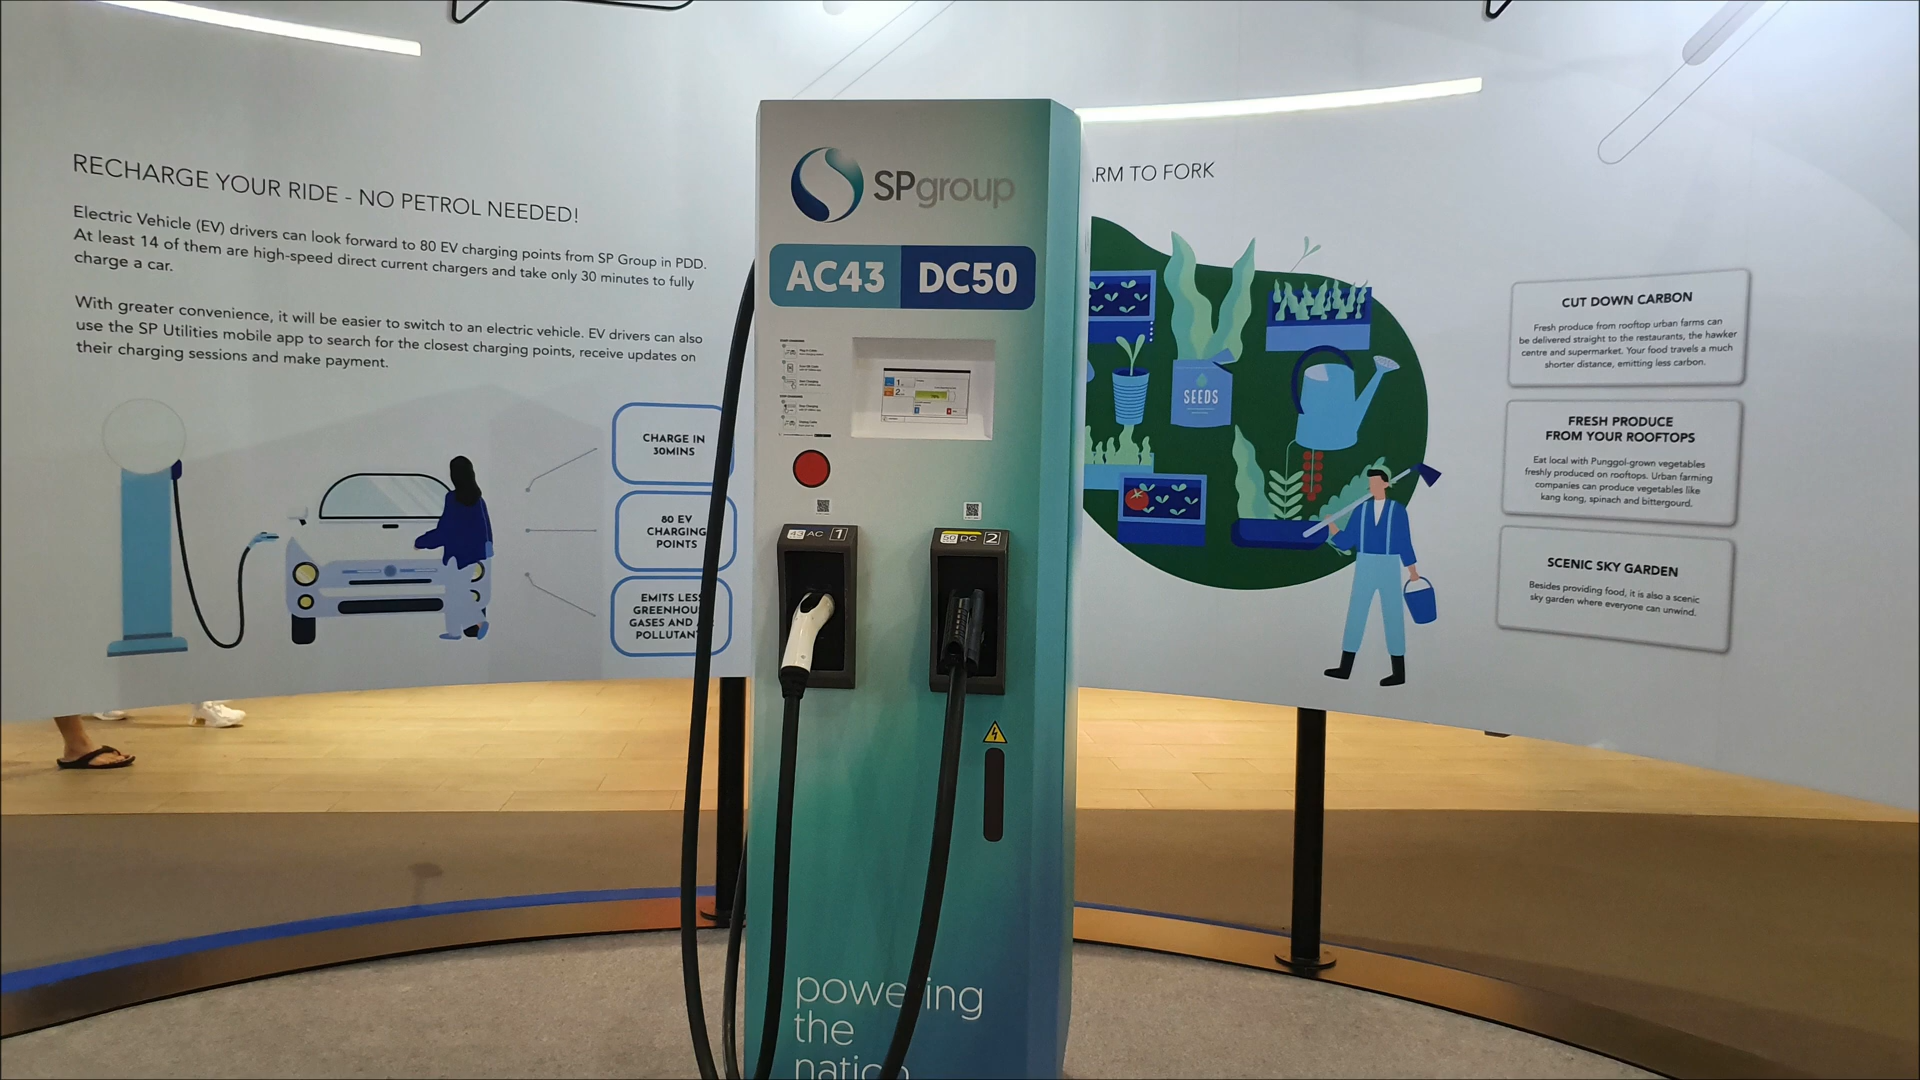 RECHARGE YOUR RIDE - NO PETROL NEEDED!
Electric Vehicle (EV) drivers can look forward to 80 EV charging points from SP Group in PDD.
At least 14 of them are high-speed direct current chargers and take only 30 minutes to fully
charge a car.
With greater convenience, it will be easier to switch to an electric vehicle. EV drivers can also
use the SP Utilities mobile app to search for the closest charging points, receive updates on
their charging sessions and make payment.
CHARGE IN
30MINS
80 EV
CHARGING
POINTS
EMITS LESS
GREENHOU
GASES AND
POLLUTANT
SPgroup
AC43 DC50
43 AC 1
50 DC 2
powering
the
nation
ARM TO FORK
SEEDS
CUT DOWN CARBON
Fresh produce from rooftop urban farms can
be delivered straight to the restaurants, the hawker
centre and supermarket. Your food travels a much
shorter distance, emitting less carbon.
FRESH PRODUCE
FROM YOUR ROOFTOPS
Eat local with Punggol-grown vegetables
freshly produced on rooftops. Urban farming
companies can produce vegetables like
kang kong, spinach and bittergourd.
SCENIC SKY GARDEN
Besides providing food, it is also a scenic
sky garden where everyone can unwind.